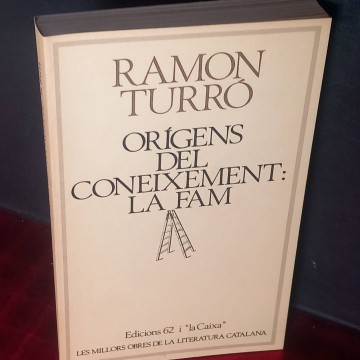 RAMON
TURRÓ
ORÍGENS
DEL
CONEIXEMENT:
LA FAM
Edicions 62 i "la Caixa"
LES MILLORS OBRES DE LA LITERATURA CATALANA